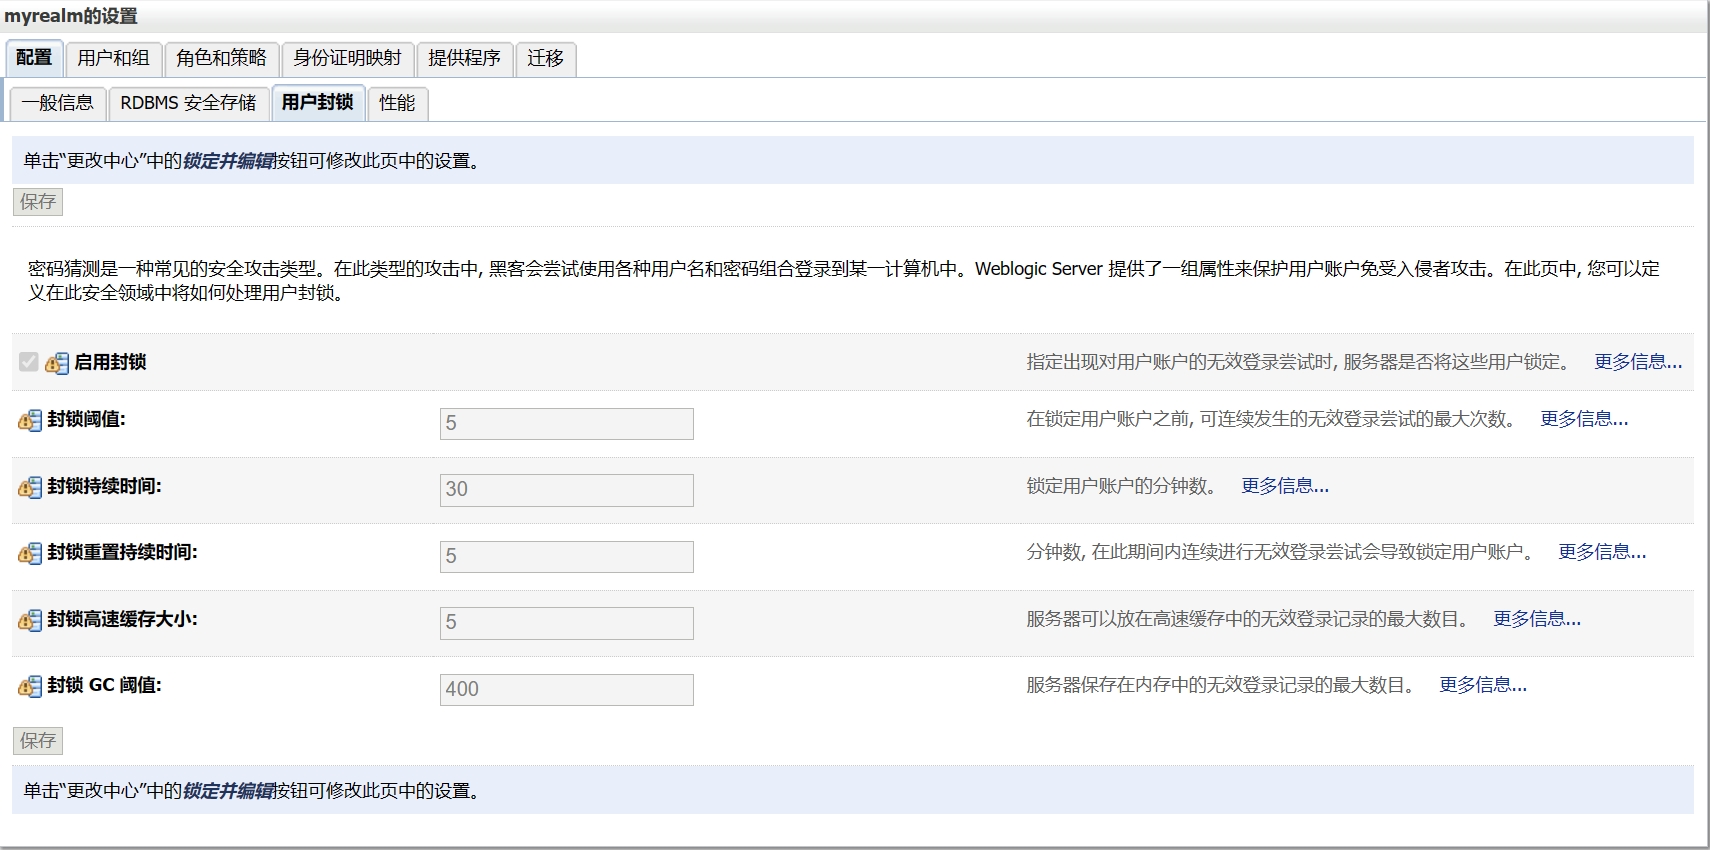 myrealm的设置
配置 用户和组 角色和策略 身份证明映射 提供程序 迁移
一般信息 RDBMS 安全存储 用户封锁 性能
单击“更改中心”中的锁定并编辑按钮可修改此页中的设置。
保存
密码猜测是一种常见的安全攻击类型。在此类型的攻击中, 黑客会尝试使用各种用户名和密码组合登录到某一计算机中。Weblogic Server 提供了一组属性来保护用户账户免受入侵者攻击。在此页中, 您可以定
义在此安全领域中将如何处理用户封锁。
启用封锁 指定出现对用户账户的无效登录尝试时, 服务器是否将这些用户锁定。 更多信息...
封锁阈值: 5 在锁定用户账户之前, 可连续发生的无效登录尝试的最大次数。 更多信息...
封锁持续时间: 30 锁定用户账户的分钟数。 更多信息...
封锁重置持续时间: 5 分钟数, 在此期间内连续进行无效登录尝试会导致锁定用户账户。 更多信息...
封锁高速缓存大小: 5 服务器可以放在高速缓存中的无效登录记录的最大数目。 更多信息...
封锁 GC 阈值: 400 服务器保存在内存中的无效登录记录的最大数目。 更多信息...
保存
单击“更改中心”中的锁定并编辑按钮可修改此页中的设置。